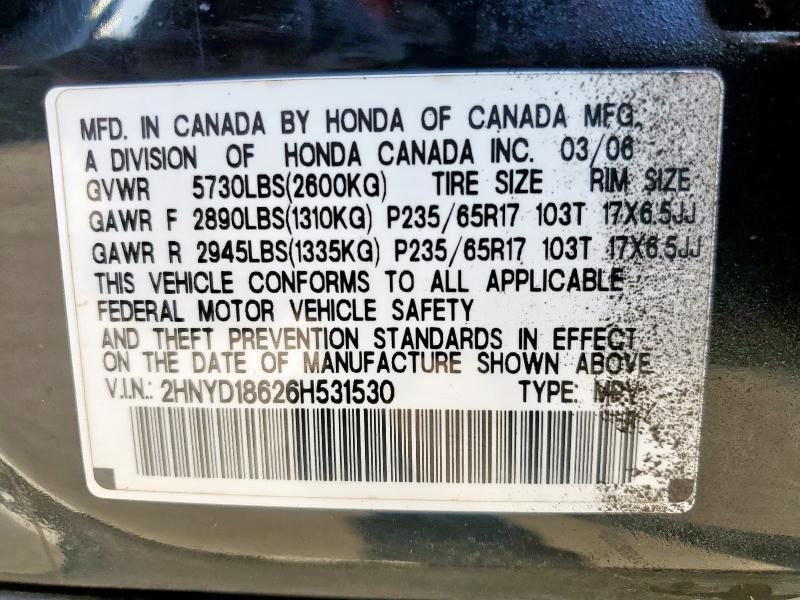 MFD. IN CANADA BY HONDA OF CANADA MFG.
A DIVISION OF HONDA CANADA INC. 03/06
GVWR 5730LBS(2600KG) TIRE SIZE RIM SIZE
GAWR F 2890LBS(1310KG) P235/65R17 103T 17X6.5JJ
GAWR R 2945LBS(1335KG) P235/65R17 103T 17X6.5JJ
THIS VEHICLE CONFORMS TO ALL APPLICABLE
FEDERAL MOTOR VEHICLE SAFETY
AND THEFT PREVENTION STANDARDS IN EFFECT
ON THE DATE OF MANUFACTURE SHOWN ABOVE
V.I.N.: 2HNYD18626H531530 TYPE: MPV